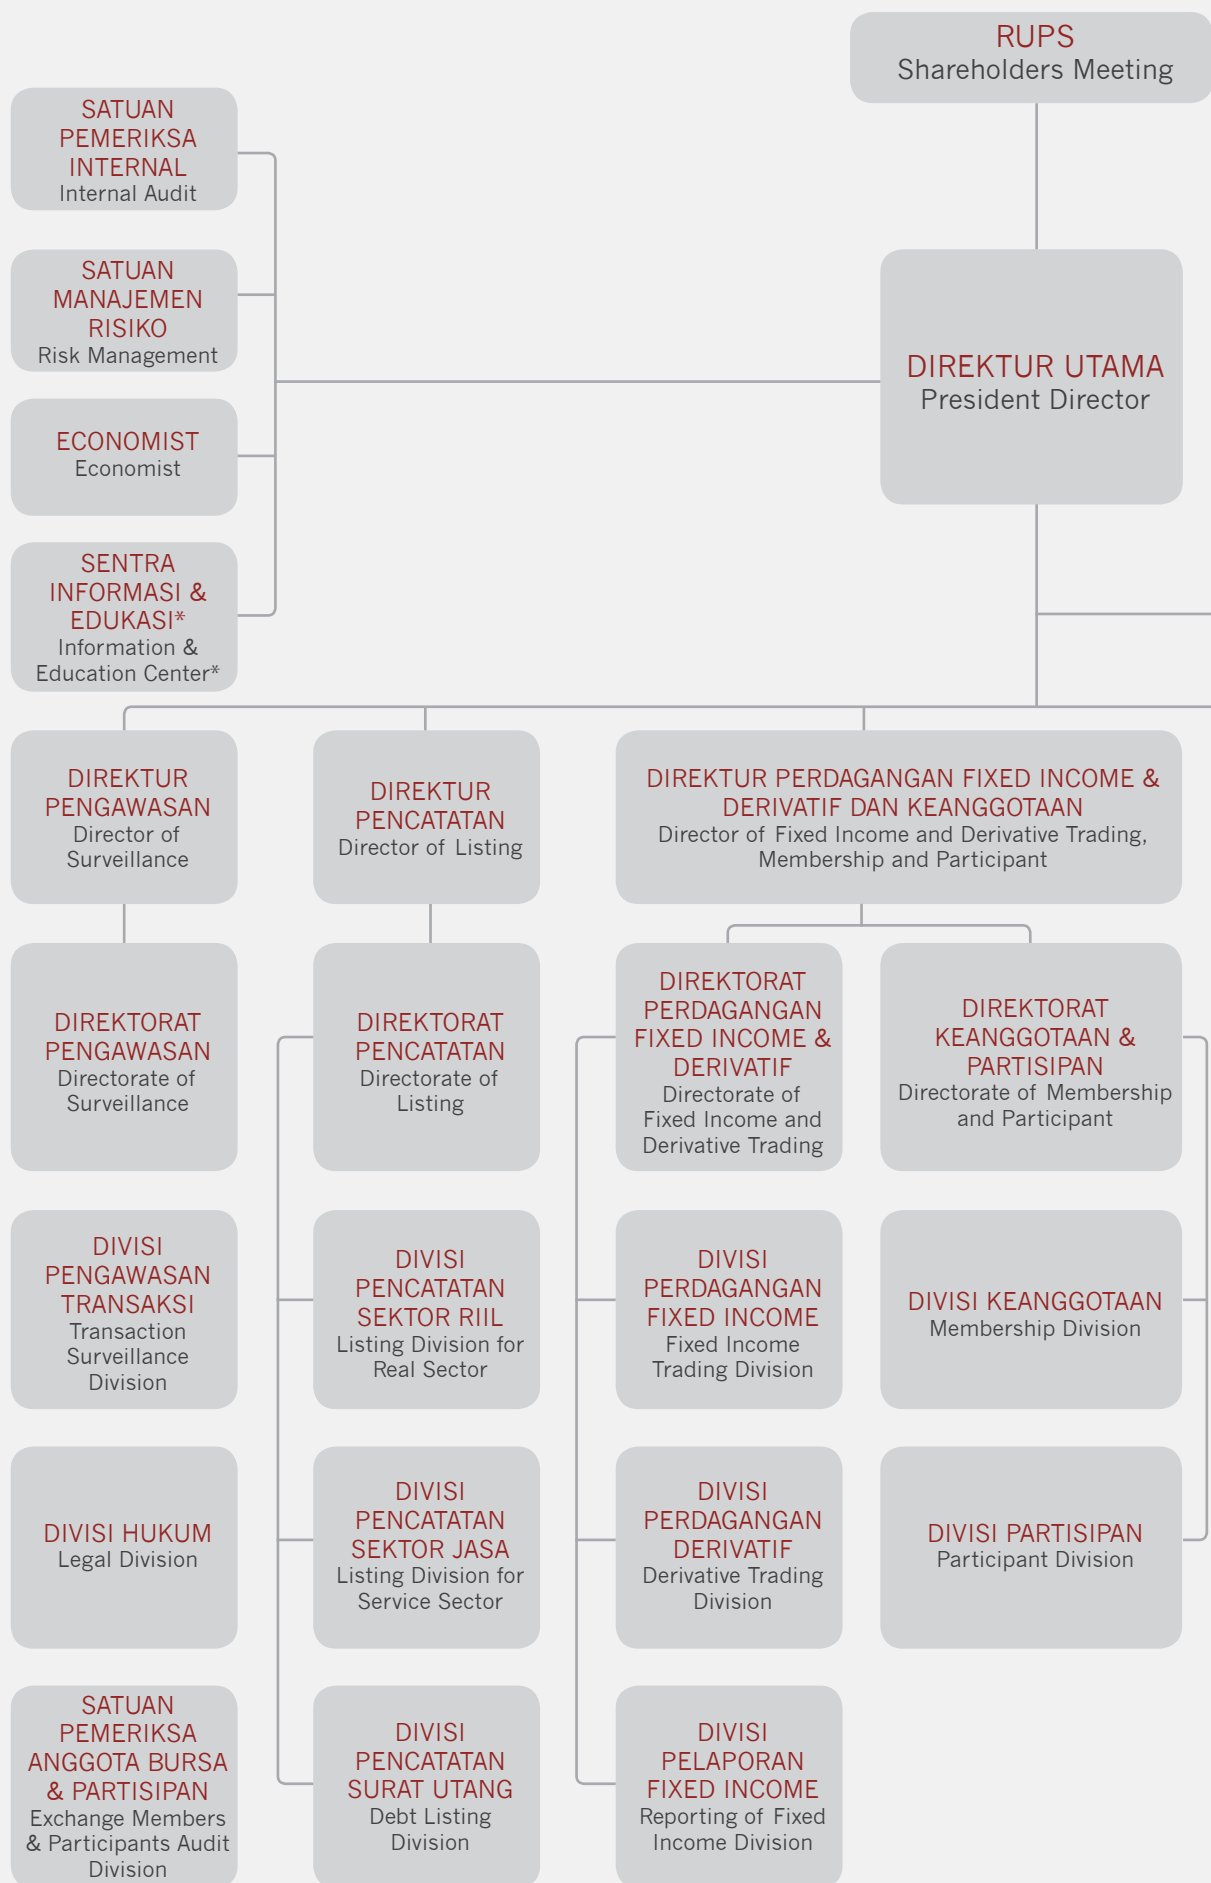 RUPS
Shareholders Meeting
SATUAN
PEMERIKSA
INTERNAL
Internal Audit
SATUAN
MANAJEMEN
RISIKO
Risk Management
ECONOMIST
Economist
SENTRA
INFORMASI &
EDUKASI*
Information &
Education Center*
DIREKTUR UTAMA
President Director
DIREKTUR
PENGAWASAN
Director of
Surveillance
DIREKTUR
PENCATATAN
Director of Listing
DIREKTUR PERDAGANGAN FIXED INCOME &
DERIVATIF DAN KEANGGOTAAN
Director of Fixed Income and Derivative Trading,
Membership and Participant
DIREKTORAT
PENGAWASAN
Directorate of
Surveillance
DIREKTORAT
PENCATATAN
Directorate of
Listing
DIREKTORAT
PERDAGANGAN
FIXED INCOME &
DERIVATIF
Directorate of
Fixed Income and
Derivative Trading
DIREKTORAT
KEANGGOTAAN &
PARTISIPAN
Directorate of Membership
and Participant
DIVISI
PENGAWASAN
TRANSAKSI
Transaction
Surveillance
Division
DIVISI
PENCATATAN
SEKTOR RIIL
Listing Division for
Real Sector
DIVISI
PERDAGANGAN
FIXED INCOME
Fixed Income
Trading Division
DIVISI KEANGGOTAAN
Membership Division
DIVISI HUKUM
Legal Division
DIVISI
PENCATATAN
SEKTOR JASA
Listing Division for
Service Sector
DIVISI
PERDAGANGAN
DERIVATIF
Derivative Trading
Division
DIVISI PARTISIPAN
Participant Division
SATUAN
PEMERIKSA
ANGGOTA BURSA
& PARTISIPAN
Exchange Members
& Participants Audit
Division
DIVISI
PENCATATAN
SURAT UTANG
Debt Listing
Division
DIVISI
PELAPORAN
FIXED INCOME
Reporting of Fixed
Income Division